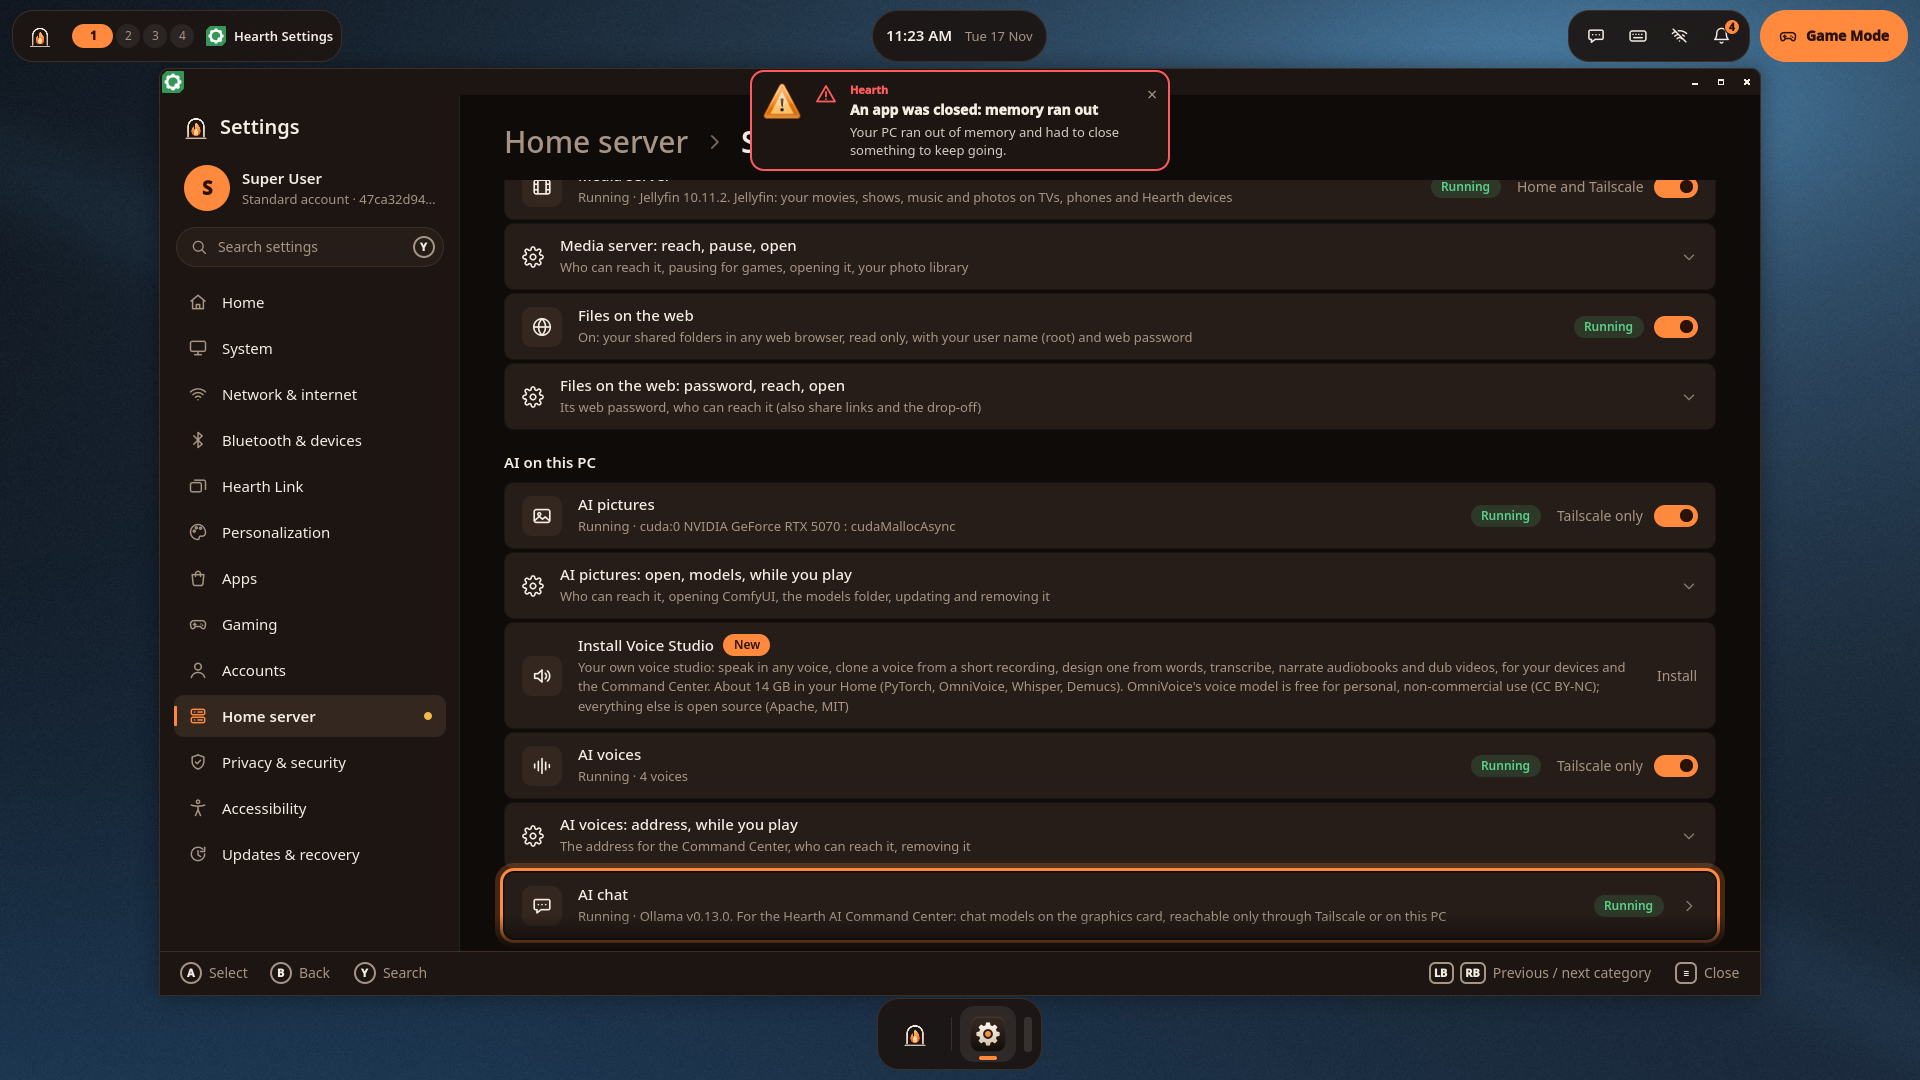 1 2 3 4 Hearth Settings
11:23 AM Tue 17 Nov
4
Game Mode
Hearth
An app was closed: memory ran out
Your PC ran out of memory and had to close
something to keep going.
Settings
Super User
Standard account · 47ca32d94...
Search settings Y
Home
System
Network & internet
Bluetooth & devices
Hearth Link
Personalization
Apps
Gaming
Accounts
Home server
Privacy & security
Accessibility
Updates & recovery
Home server
Media server
Running · Jellyfin 10.11.2. Jellyfin: your movies, shows, music and photos on TVs, phones and Hearth devices
Running Home and Tailscale
Media server: reach, pause, open
Who can reach it, pausing for games, opening it, your photo library
Files on the web
On: your shared folders in any web browser, read only, with your user name (root) and web password
Running
Files on the web: password, reach, open
Its web password, who can reach it (also share links and the drop-off)
AI on this PC
AI pictures
Running · cuda:0 NVIDIA GeForce RTX 5070 : cudaMallocAsync
Running Tailscale only
AI pictures: open, models, while you play
Who can reach it, opening ComfyUI, the models folder, updating and removing it
Install Voice Studio New
Your own voice studio: speak in any voice, clone a voice from a short recording, design one from words, transcribe, narrate audiobooks and dub videos, for your devices and
the Command Center. About 14 GB in your Home (PyTorch, OmniVoice, Whisper, Demucs). OmniVoice's voice model is free for personal, non-commercial use (CC BY-NC);
everything else is open source (Apache, MIT)
Install
AI voices
Running · 4 voices
Running Tailscale only
AI voices: address, while you play
The address for the Command Center, who can reach it, removing it
AI chat
Running · Ollama v0.13.0. For the Hearth AI Command Center: chat models on the graphics card, reachable only through Tailscale or on this PC
Running
A Select B Back Y Search
LB RB Previous / next category Close